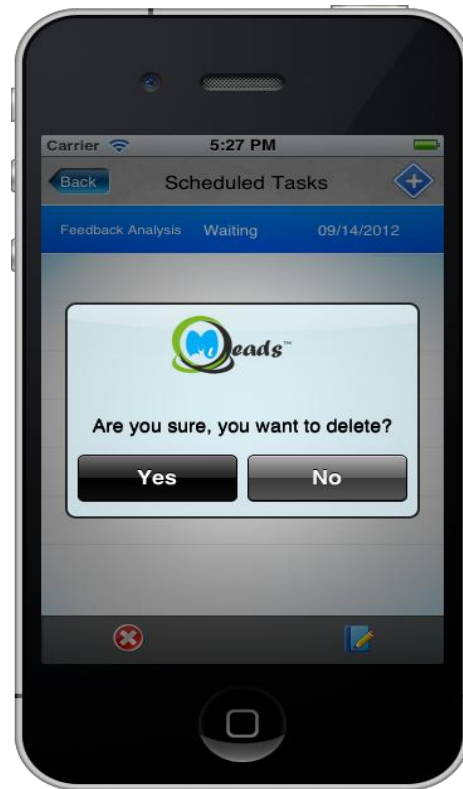 Carrier 5:27 PM
Back Scheduled Tasks
Feedback Analysis Waiting 09/14/2012
eads™
Are you sure, you want to delete?
Yes No